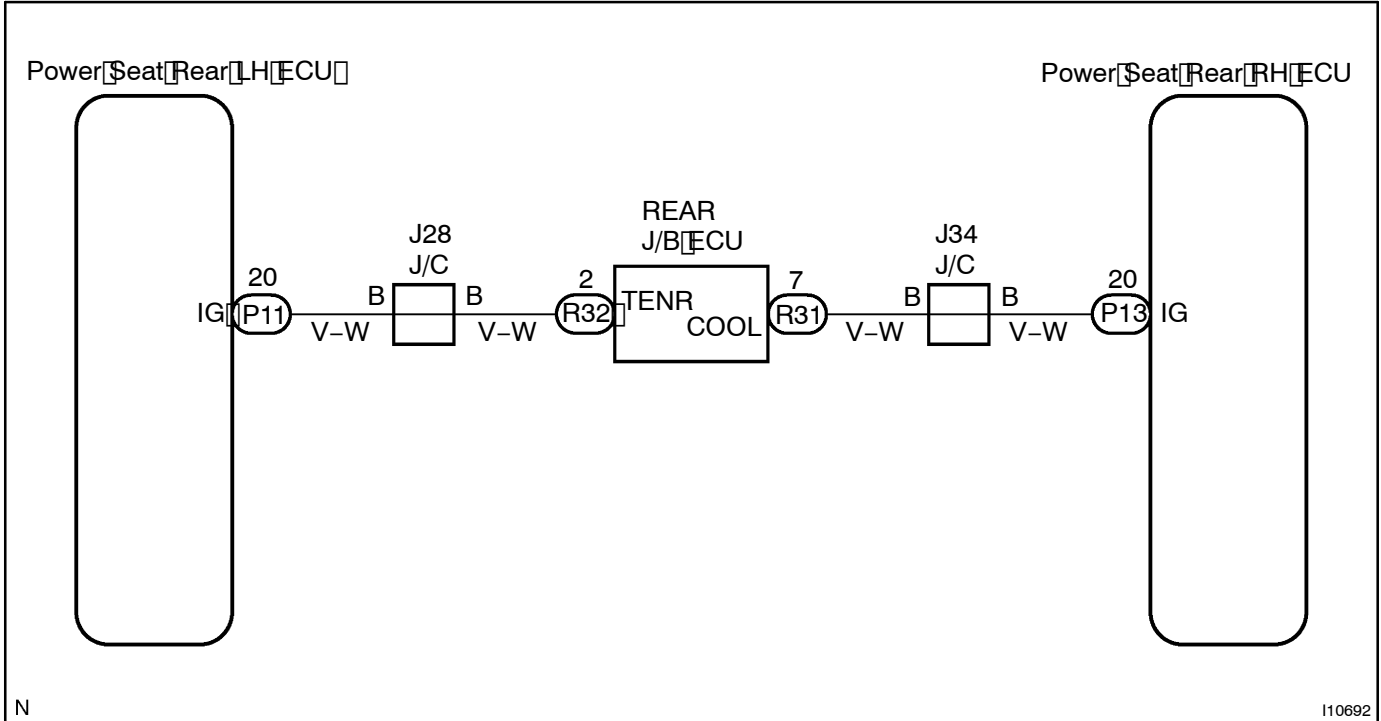 Power Seat Rear LH ECU
Power Seat Rear RH ECU
REAR
J/B ECU
J28
J/C
J34
J/C
20
2
7
20
IG
P11
B
B
R32
TENR
COOL
R31
B
B
P13
IG
V–W
V–W
V–W
V–W
N
I10692